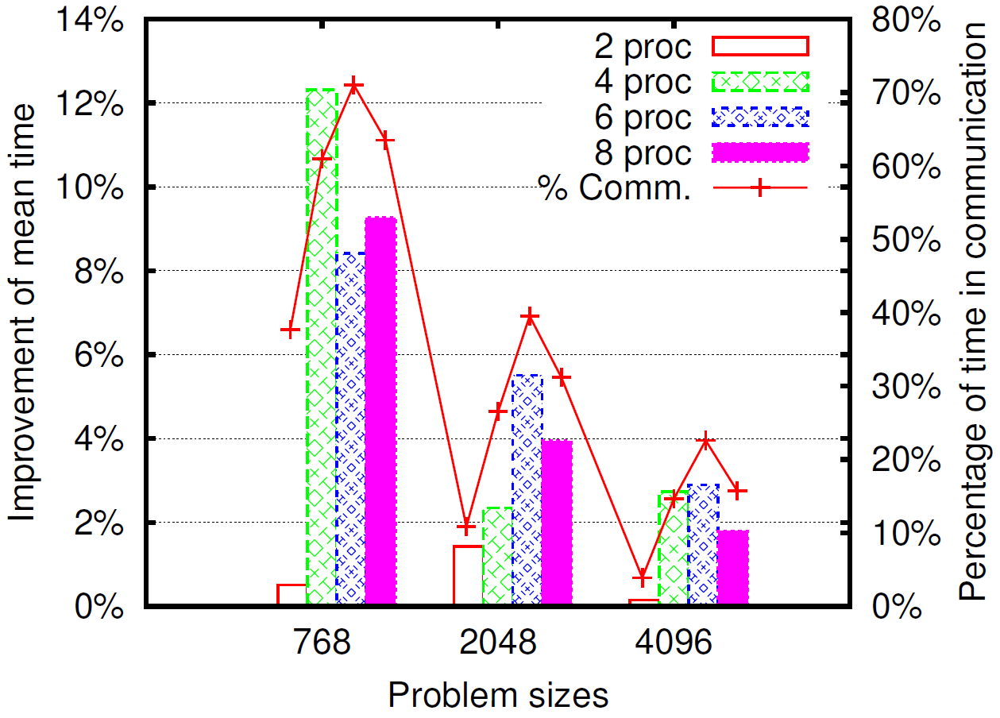 Improvement of mean time
14%
12%
10%
8%
6%
4%
2%
0%
2 proc
4 proc
6 proc
8 proc
% Comm.
80%
70%
60%
50%
40%
30%
20%
10%
0%
Percentage of time in communication
768 2048 4096
Problem sizes